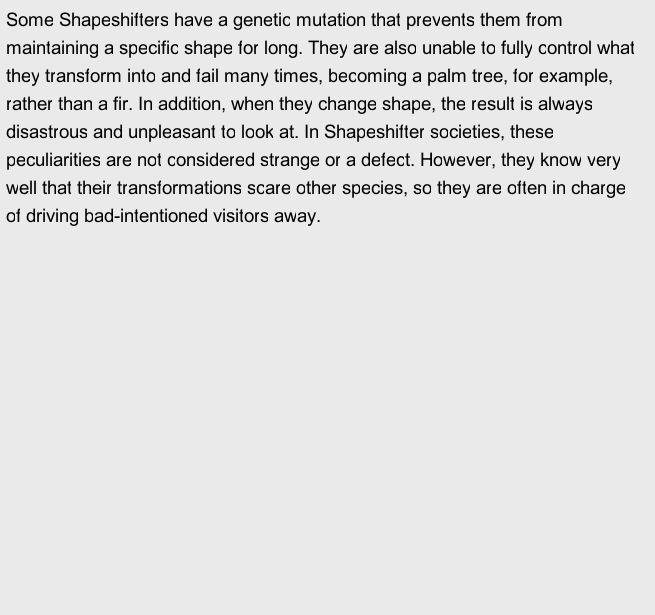 Some Shapeshifters have a genetic mutation that prevents them from
maintaining a specific shape for long. They are also unable to fully control what
they transform into and fail many times, becoming a palm tree, for example,
rather than a fir. In addition, when they change shape, the result is always
disastrous and unpleasant to look at. In Shapeshifter societies, these
peculiarities are not considered strange or a defect. However, they know very
well that their transformations scare other species, so they are often in charge
of driving bad-intentioned visitors away.